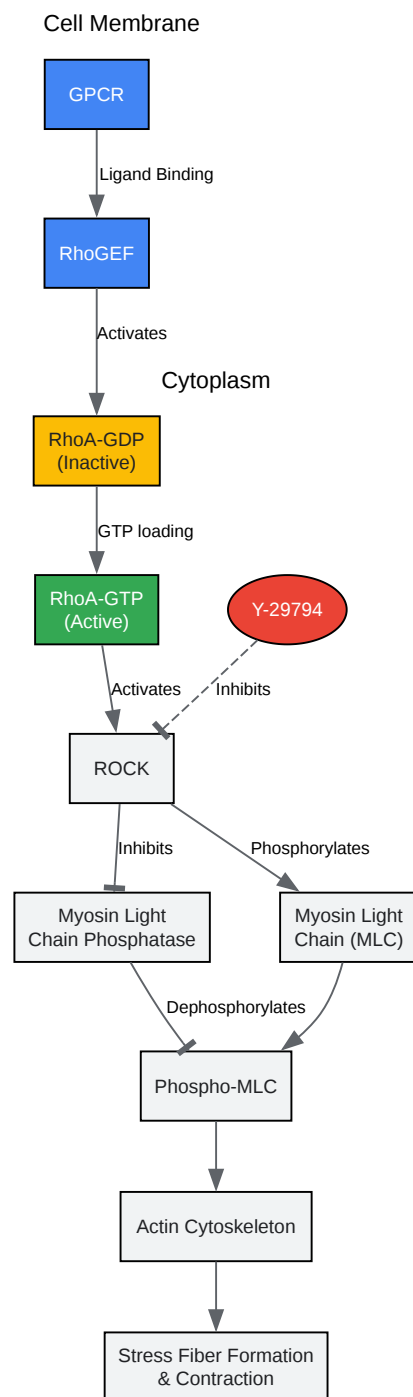 Cell Membrane
GPCR
Ligand Binding
RhoGEF
Activates
Cytoplasm
RhoA-GDP
(Inactive)
GTP loading
RhoA-GTP
(Active)
Y-29794
Activates
Inhibits
ROCK
Inhibits
Phosphorylates
Myosin Light
Chain Phosphatase
Myosin Light
Chain (MLC)
Dephosphorylates
Phospho-MLC
Actin Cytoskeleton
Stress Fiber Formation
& Contraction